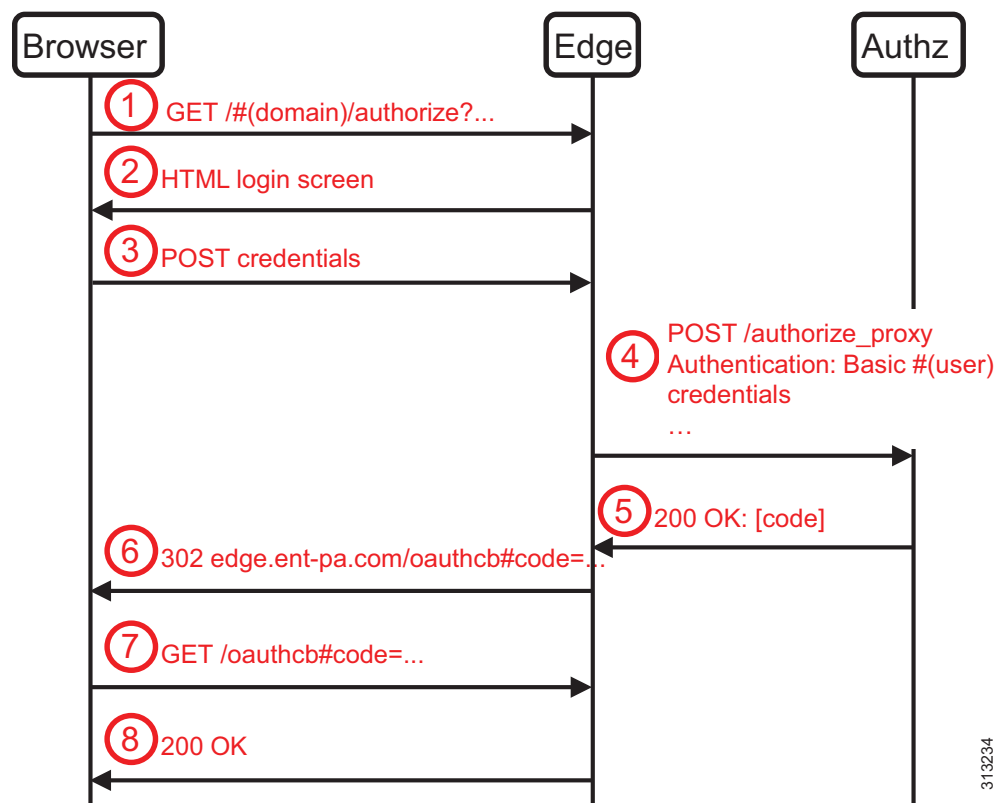 Browser
Edge
Authz
1 GET /#(domain)/authorize?...
2 HTML login screen
3 POST credentials
4
POST /authorize_proxy
Authentication: Basic #(user)
credentials
…
5 200 OK: [code]
6 302 edge.ent-pa.com/oauthcb#code=...
7 GET /oauthcb#code=...
8 200 OK
313234